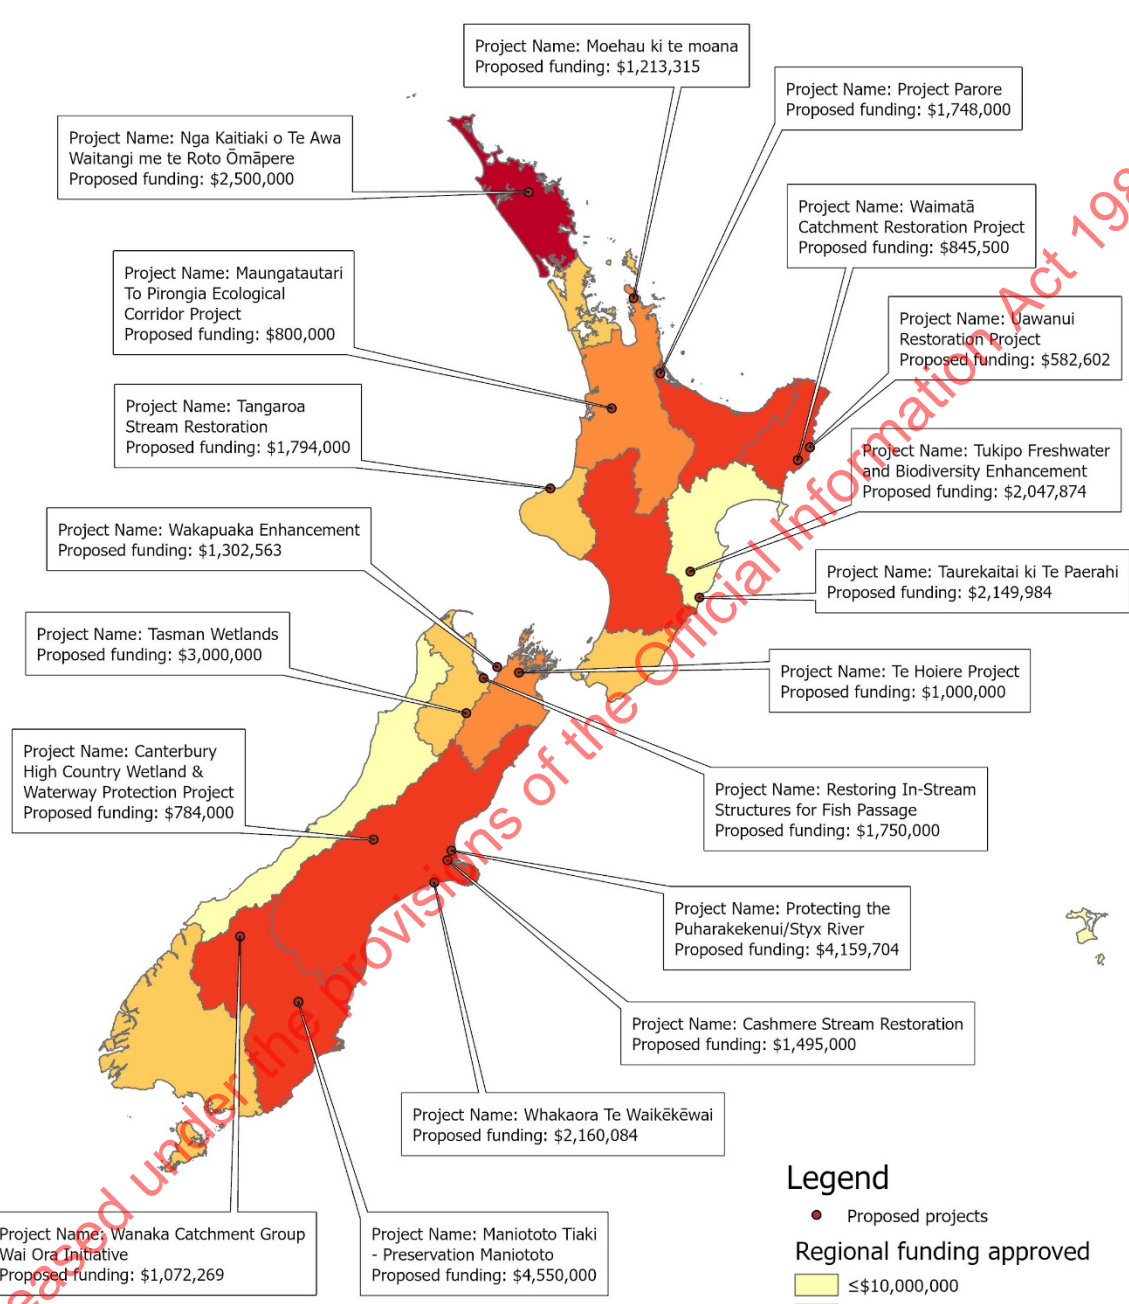 Project Name: Moehau ki te moana
Proposed funding: $1,213,315
Project Name: Project Parore
Proposed funding: $1,748,000
Project Name: Nga Kaitiaki o Te Awa
Waitangi me te Roto Ōmāpere
Proposed funding: $2,500,000
Project Name: Waimatā
Catchment Restoration Project
Proposed funding: $845,500
Project Name: Maungatautari
To Pirongia Ecological
Corridor Project
Proposed funding: $800,000
Project Name: Uawanui
Restoration Project
Proposed funding: $582,602
Project Name: Tangaroa
Stream Restoration
Proposed funding: $1,794,000
Project Name: Tukipo Freshwater
and Biodiversity Enhancement
Proposed funding: $2,047,874
Project Name: Wakapuaka Enhancement
Proposed funding: $1,302,563
Project Name: Taurekaitai ki Te Paerahi
Proposed funding: $2,149,984
Project Name: Tasman Wetlands
Proposed funding: $3,000,000
Project Name: Te Hoiere Project
Proposed funding: $1,000,000
Project Name: Canterbury
High Country Wetland &
Waterway Protection Project
Proposed funding: $784,000
Project Name: Restoring In-Stream
Structures for Fish Passage
Proposed funding: $1,750,000
Project Name: Protecting the
Puharakekenui/Styx River
Proposed funding: $4,159,704
Project Name: Cashmere Stream Restoration
Proposed funding: $1,495,000
Project Name: Whakaora Te Waikēkēwai
Proposed funding: $2,160,084
Project Name: Wanaka Catchment Group
Wai Ora Initiative
Proposed funding: $1,072,269
Project Name: Maniototo Tiaki
- Preservation Maniototo
Proposed funding: $4,550,000
Legend
Proposed projects
Regional funding approved
≤$10,000,000
eased under the provisions of the Official Information Act 198